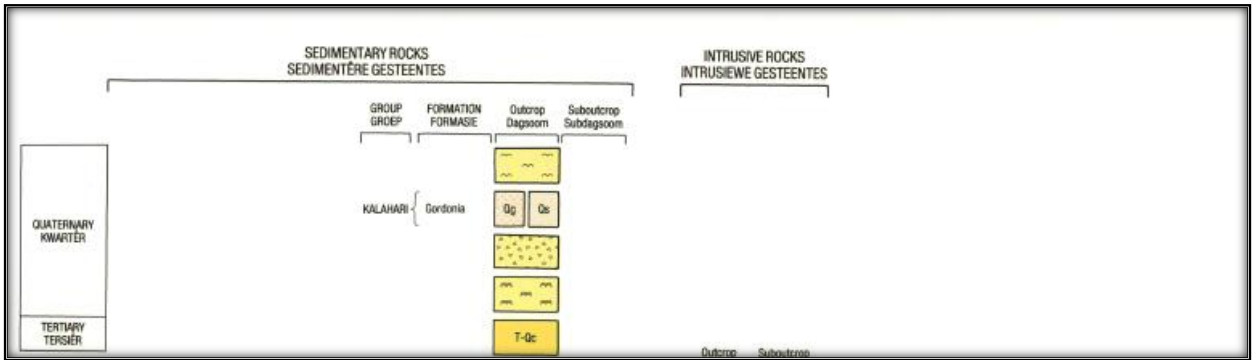 SEDIMENTARY ROCKS
SEDIMENTÊRE GESTEENTES
INTRUSIVE ROCKS
INTRUSIEWE GESTEENTES
GROUP
GROEP
FORMATION
FORMASIE
Outcrop
Dagsoom
Suboutcrop
Subdagsoom
QUATERNARY
KWARTÊR
KALAHARI
Gordonia
Qg
Qs
TERTIARY
TERSIÊR
T-Qc
Outcrop
Suboutcrop